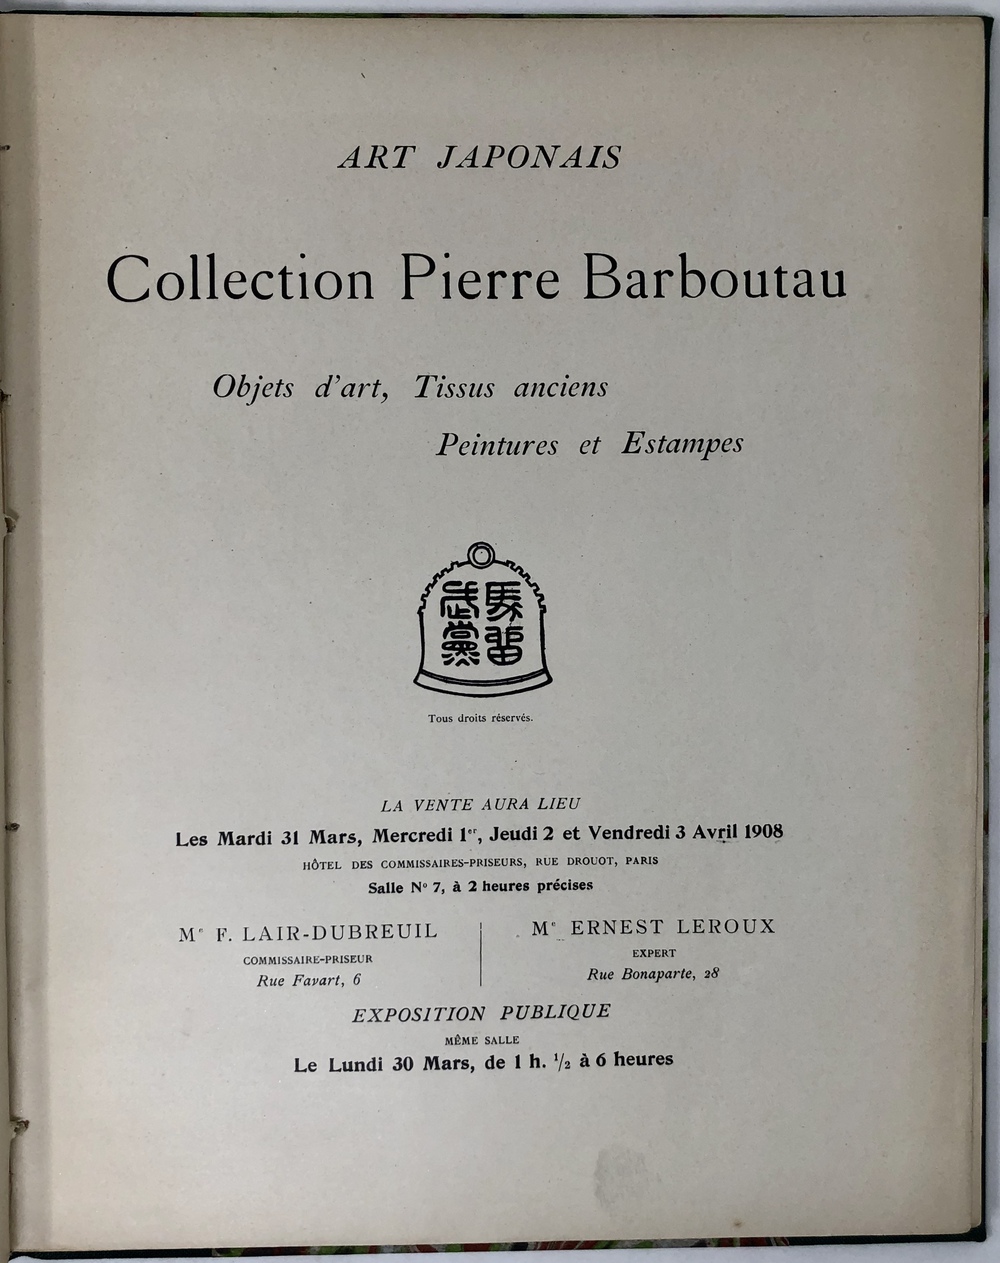 ART JAPONAIS
Collection Pierre Barboutau
Objets d'art, Tissus anciens
Peintures et Estampes
Tous droits réservés.
LA VENTE AURA LIEU
Les Mardi 31 Mars, Mercredi 1er, Jeudi 2 et Vendredi 3 Avril 1908
HÔTEL DES COMMISSAIRES-PRISEURS, RUE DROUOT, PARIS
Salle No 7, à 2 heures précises
Me F. LAIR-DUBREUIL
COMMISSAIRE-PRISEUR
Rue Favart, 6
Me ERNEST LEROUX
EXPERT
Rue Bonaparte, 28
EXPOSITION PUBLIQUE
MÊME SALLE
Le Lundi 30 Mars, de 1 h. 1/2 à 6 heures